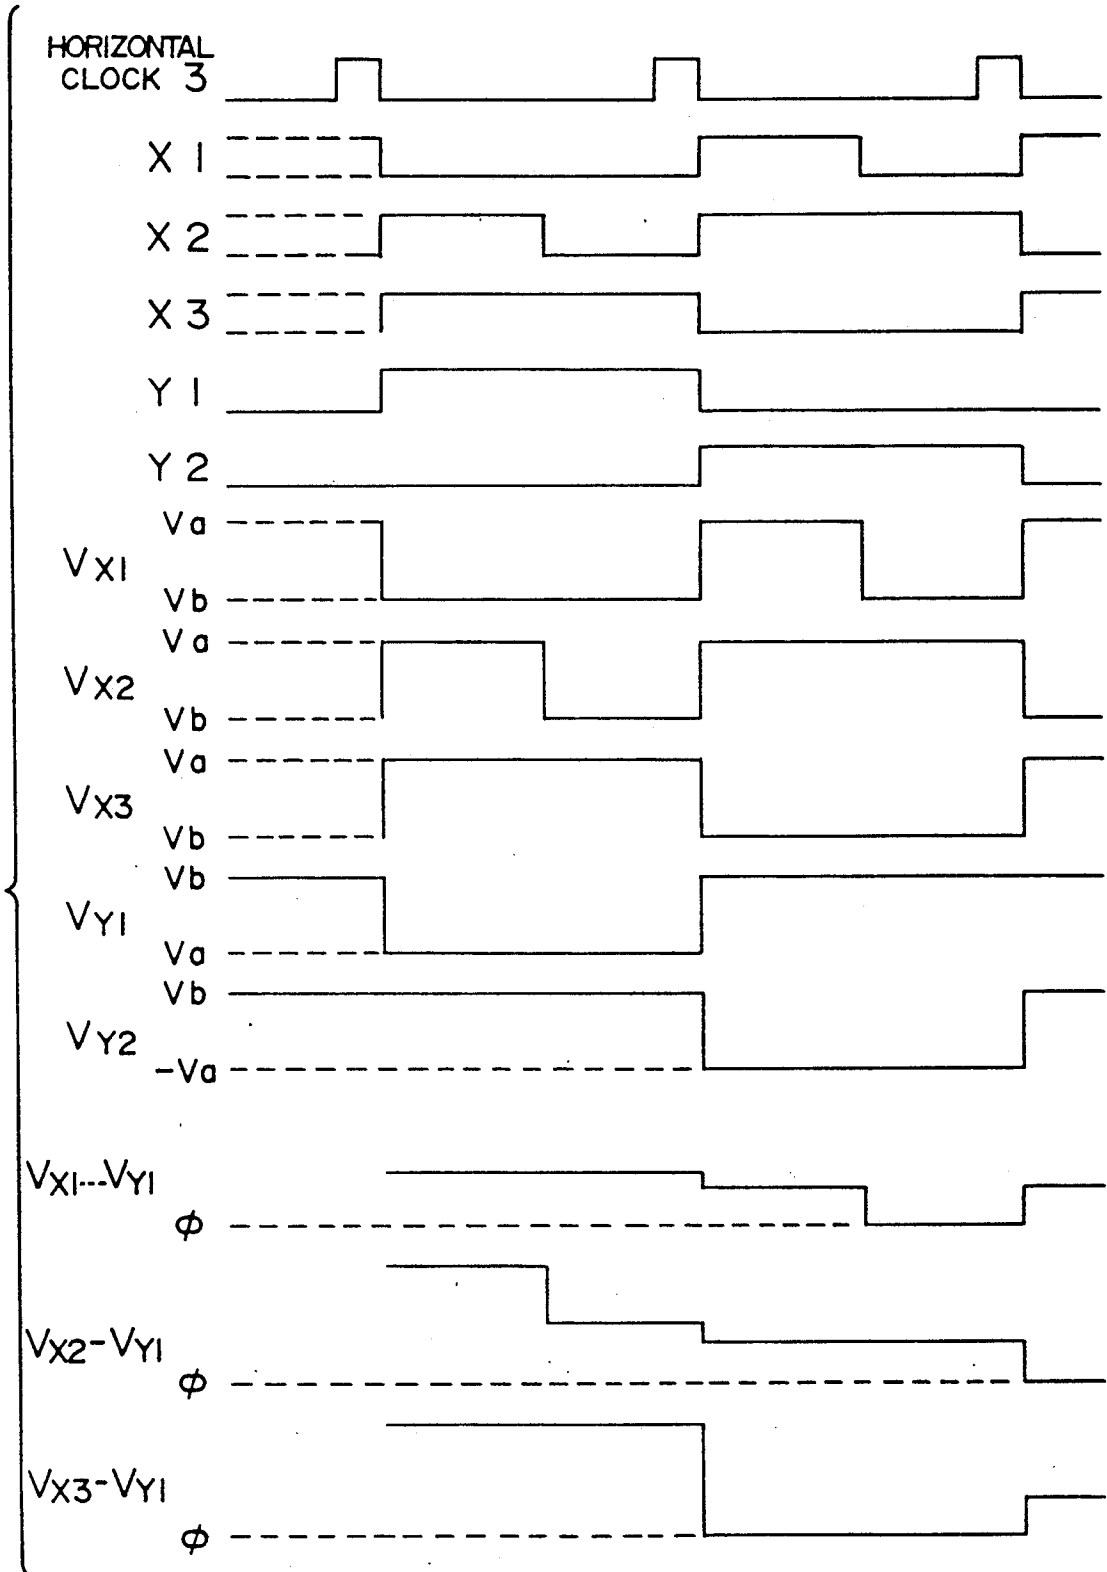 HORIZONTAL
CLOCK 3
X 1
X 2
X 3
Y 1
Y 2
Va
VX1
Vb
Va
VX2
Vb
Va
VX3
Vb
Vb
VY1
Va
Vb
VY2
-Va
VX1---VY1
ϕ
VX2-VY1
ϕ
VX3-VY1
ϕ